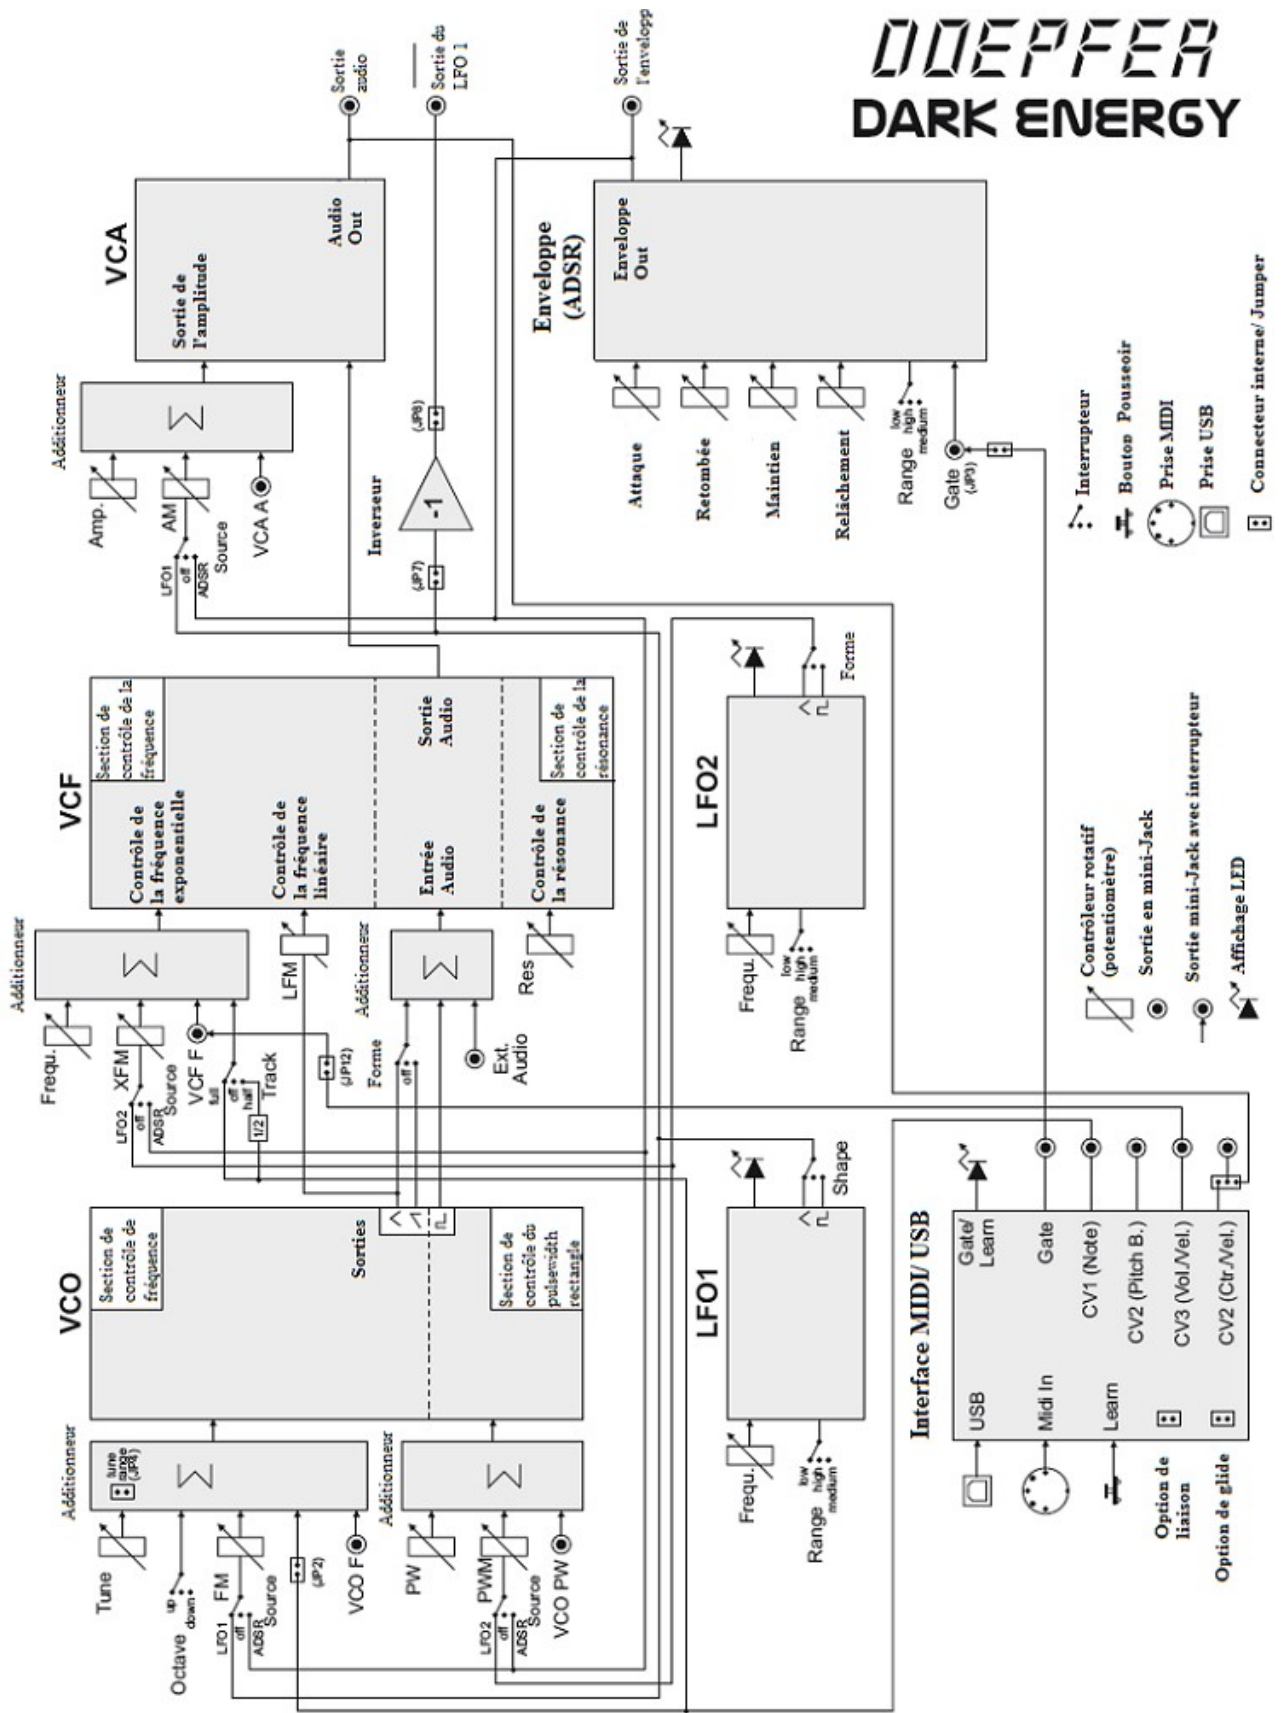 DOEPFER
DARK ENERGY
VCO
Section de
contrôle de
fréquence
Sorties
Section de
contrôle du
pulsewidth
rectangle
Additionneur
tune
range
(JP4)
Σ
Tune
Octave
up
down
FM
LFO1
off
ADSR
Source
(JP2)
VCO F
Additionneur
Σ
PW
PWM
LFO2
off
ADSR
Source
VCO PW
VCF
Section de
contrôle de la
fréquence
Contrôle de
la fréquence
exponentielle
Contrôle de
la fréquence
linéaire
Entrée
Audio
Sortie
Audio
Contrôle de
la résonance
Section de
contrôle de la
résonance
Additionneur
Σ
Frequ.
XFM
LFO2
off
ADSR
Source
VCF F
full
off
half
Track
1/2
LFM
(JP12)
Additionneur
Σ
Forme
off
Ext.
Audio
Res
VCA
Sortie de
l'amplitude
Audio
Out
Additionneur
Σ
Amp.
AM
LFO1
off
ADSR
Source
VCA A
Sortie
audio
Sortie du
LFO 1
Inverseur
-1
(JP7)
(JP8)
Sortie de
l'envelopp
Enveloppe
(ADSR)
Enveloppe
Out
Attaque
Retombée
Maintien
Relâchement
Range
low
high
medium
Gate
(JP3)
LFO1
Frequ.
Range
low
high
medium
Shape
LFO2
Frequ.
Range
low
high
medium
Forme
Interface MIDI/ USB
USB
Midi In
Learn
Option de
liaison
Option de glide
Gate/
Learn
Gate
CV1 (Note)
CV2 (Pitch B.)
CV3 (Vol./Vel.)
CV2 (Ctr./Vel.)
Contrôleur rotatif
(potentiomètre)
Sortie en mini-Jack
Sortie mini-Jack avec interrupteur
Affichage LED
Interrupteur
Bouton Pousseoir
Prise MIDI
Prise USB
Connecteur interne/ Jumper